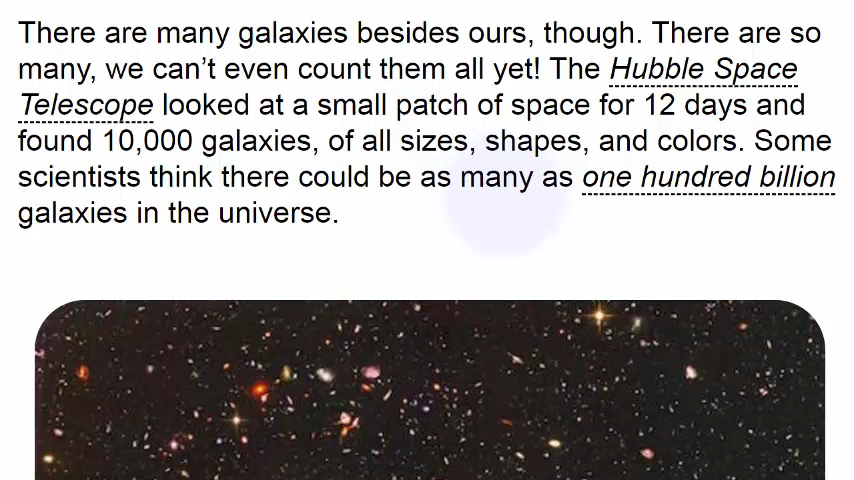 There are many galaxies besides ours, though. There are so
many, we can’t even count them all yet! The Hubble Space
Telescope looked at a small patch of space for 12 days and
found 10,000 galaxies, of all sizes, shapes, and colors. Some
scientists think there could be as many as one hundred billion
galaxies in the universe.